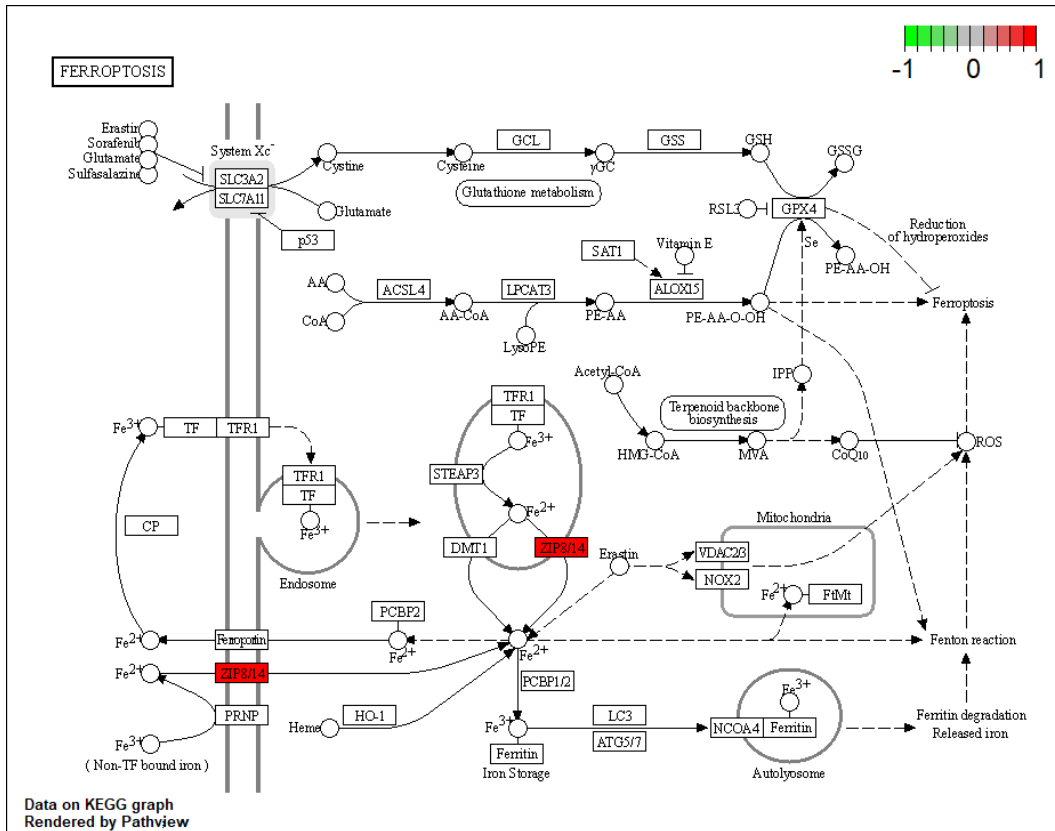 -1 0 1
FERROPTOSIS
Erastin
Sorafenib
Glutamate
Sulfasalazine
System Xc-
SLC3A2
SLC7A11
p53
Cystine
Glutamate
Cysteine
GCL
γGC
GSS
GSH
GSSG
Glutathione metabolism
RSL3
GPX4
Reduction
of hydroperoxides
Se
PE-AA-OH
AA
CoA
ACSL4
AA-CoA
LPCAT3
LysoPE
PE-AA
SAT1
Vitamin E
ALOX15
PE-AA-O-OH
Ferroptosis
Acetyl-CoA
IPP
Terpenoid backbone
biosynthesis
HMG-CoA
MVA
CoQ10
ROS
Fe3+
TF
TFR1
TFR1
TF
Fe3+
Endosome
CP
TFR1
TF
Fe3+
STEAP3
Fe2+
DMT1
ZIP8/14
Erastin
Mitochondria
VDAC2/3
NOX2
Fe2+
FtMt
Fe2+
Ferroportin
PCBP2
Fe2+
Fe2+
Fenton reaction
Fe2+
ZIP8/14
PRNP
Fe3+
( Non-TF bound iron )
Heme
HO-1
PCBP1/2
Fe3+
Ferritin
Iron Storage
LC3
ATG5/7
NCOA4
Fe3+
Ferritin
Autolyosome
Ferritin degradation
Released iron
Data on KEGG graph
Rendered by Pathview